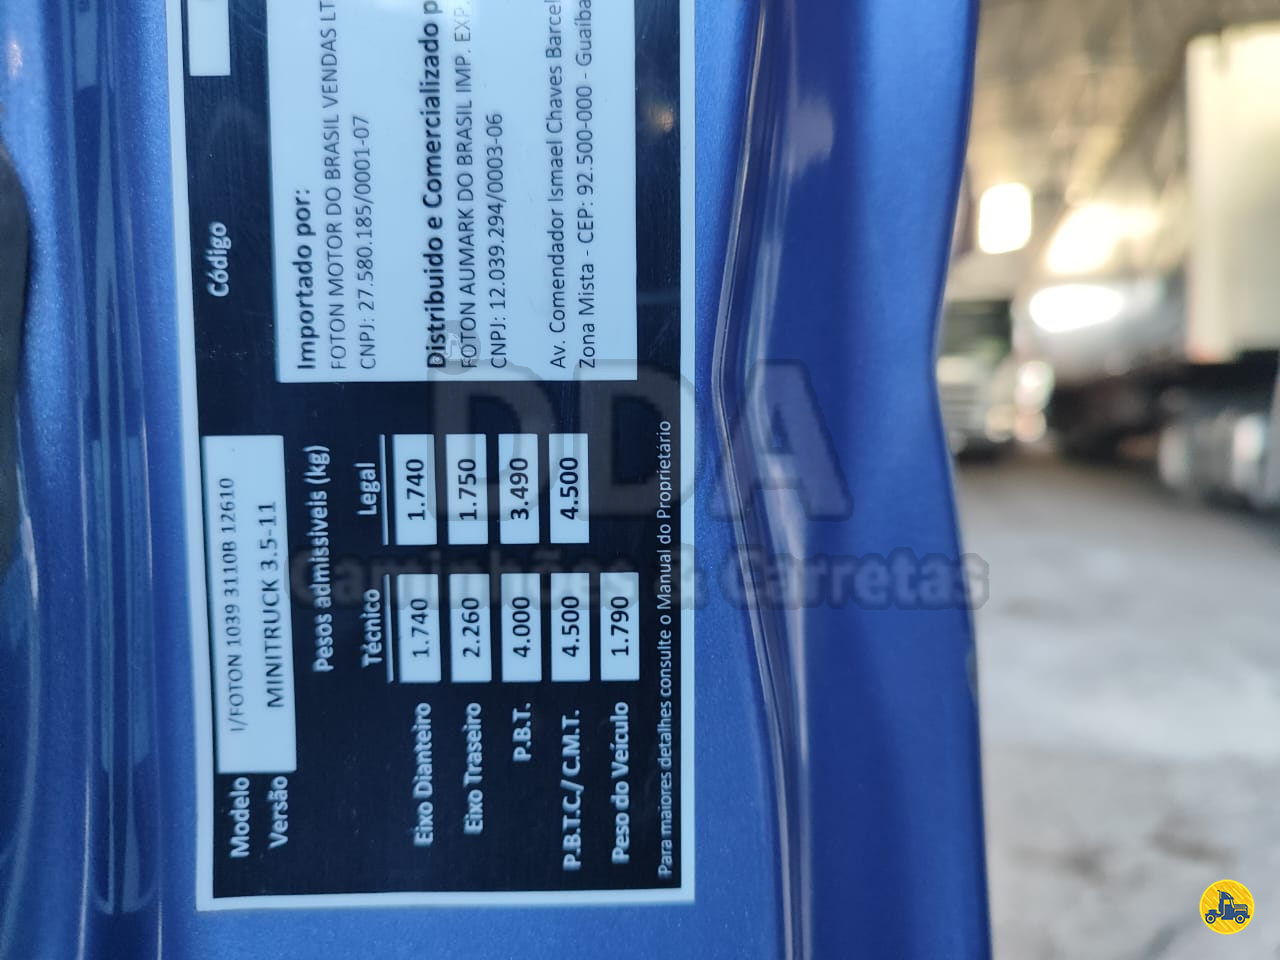 Modelo I/FOTON 1039 3110B 12610 Código
Versão MINITRUCK 3.5-11
Pesos admissíveis (kg)
Técnico Legal
Eixo Dianteiro 1.740 1.740
Eixo Traseiro 2.260 1.750
P.B.T. 4.000 3.490
P.B.T.C./ C.M.T. 4.500 4.500
Peso do Veículo 1.790
Para maiores detalhes consulte o Manual do Proprietário
Importado por:
FOTON MOTOR DO BRASIL VENDAS LT
CNPJ: 27.580.185/0001-07
Distribuido e Comercializado p
FOTON AUMARK DO BRASIL IMP. EXP.
CNPJ: 12.039.294/0003-06
Av. Comendador Ismael Chaves Barcel
Zona Mista - CEP: 92.500-000 - Guaíba
DDA
Caminhões & Carretas